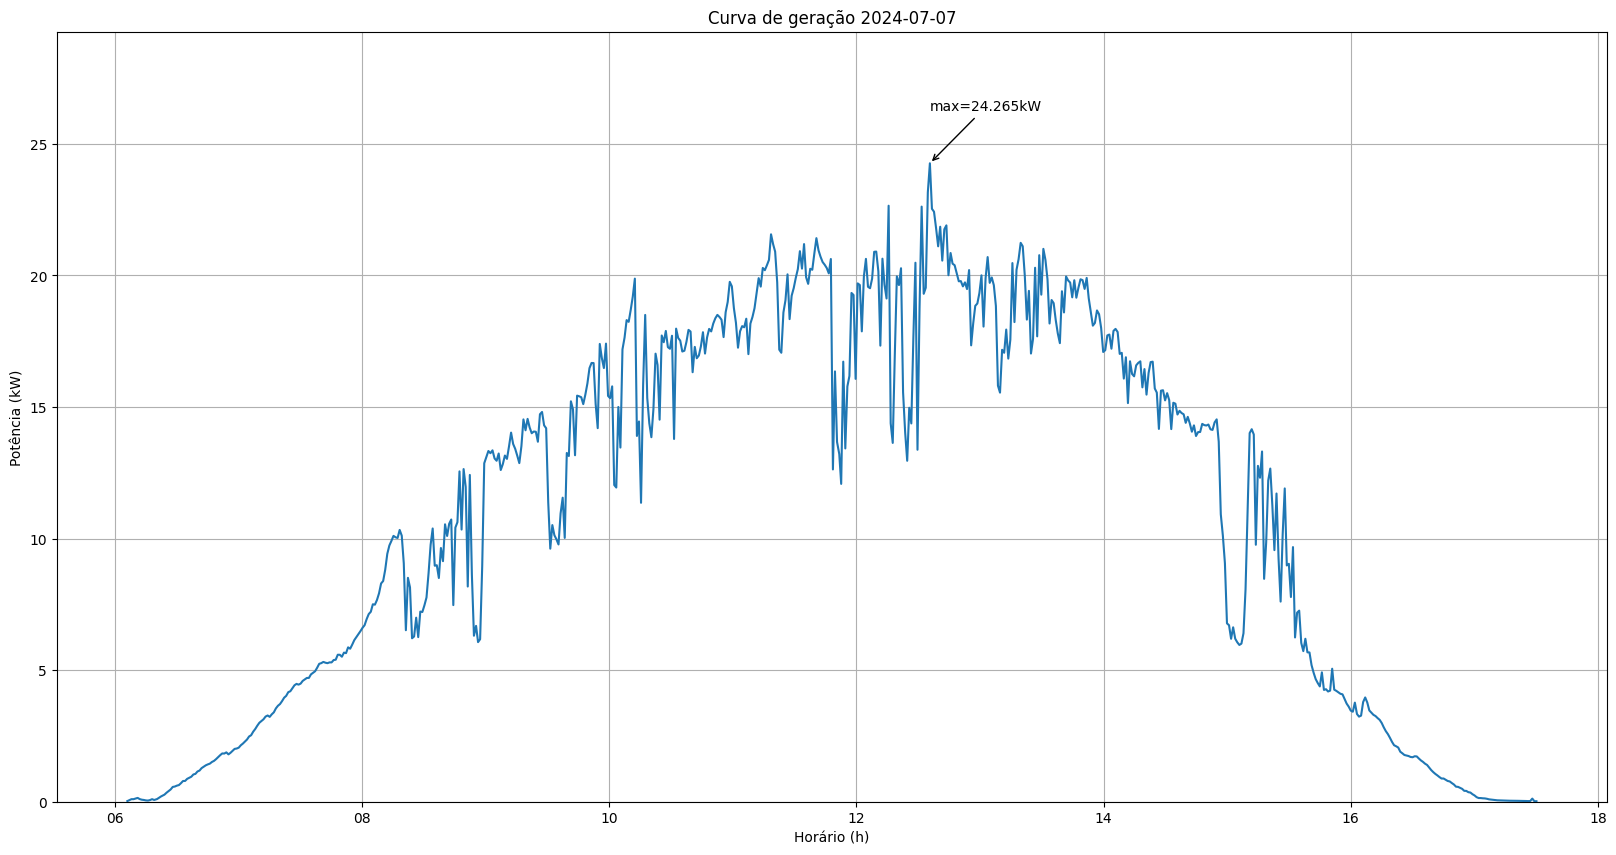 Curva de geração 2024-07-07
max=24.265kW
Potência (kW)
25
20
15
10
5
0
06 08 10 12 14 16 18
Horário (h)